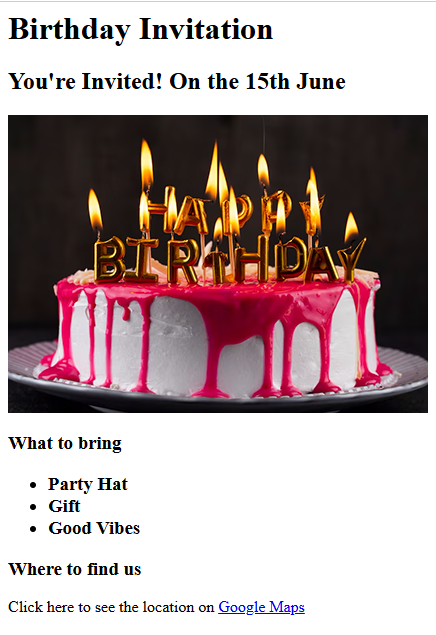 Birthday Invitation
You're Invited! On the 15th June
HAPPY
BIRTHDAY
What to bring
Party Hat
Gift
Good Vibes
Where to find us
Click here to see the location on Google Maps